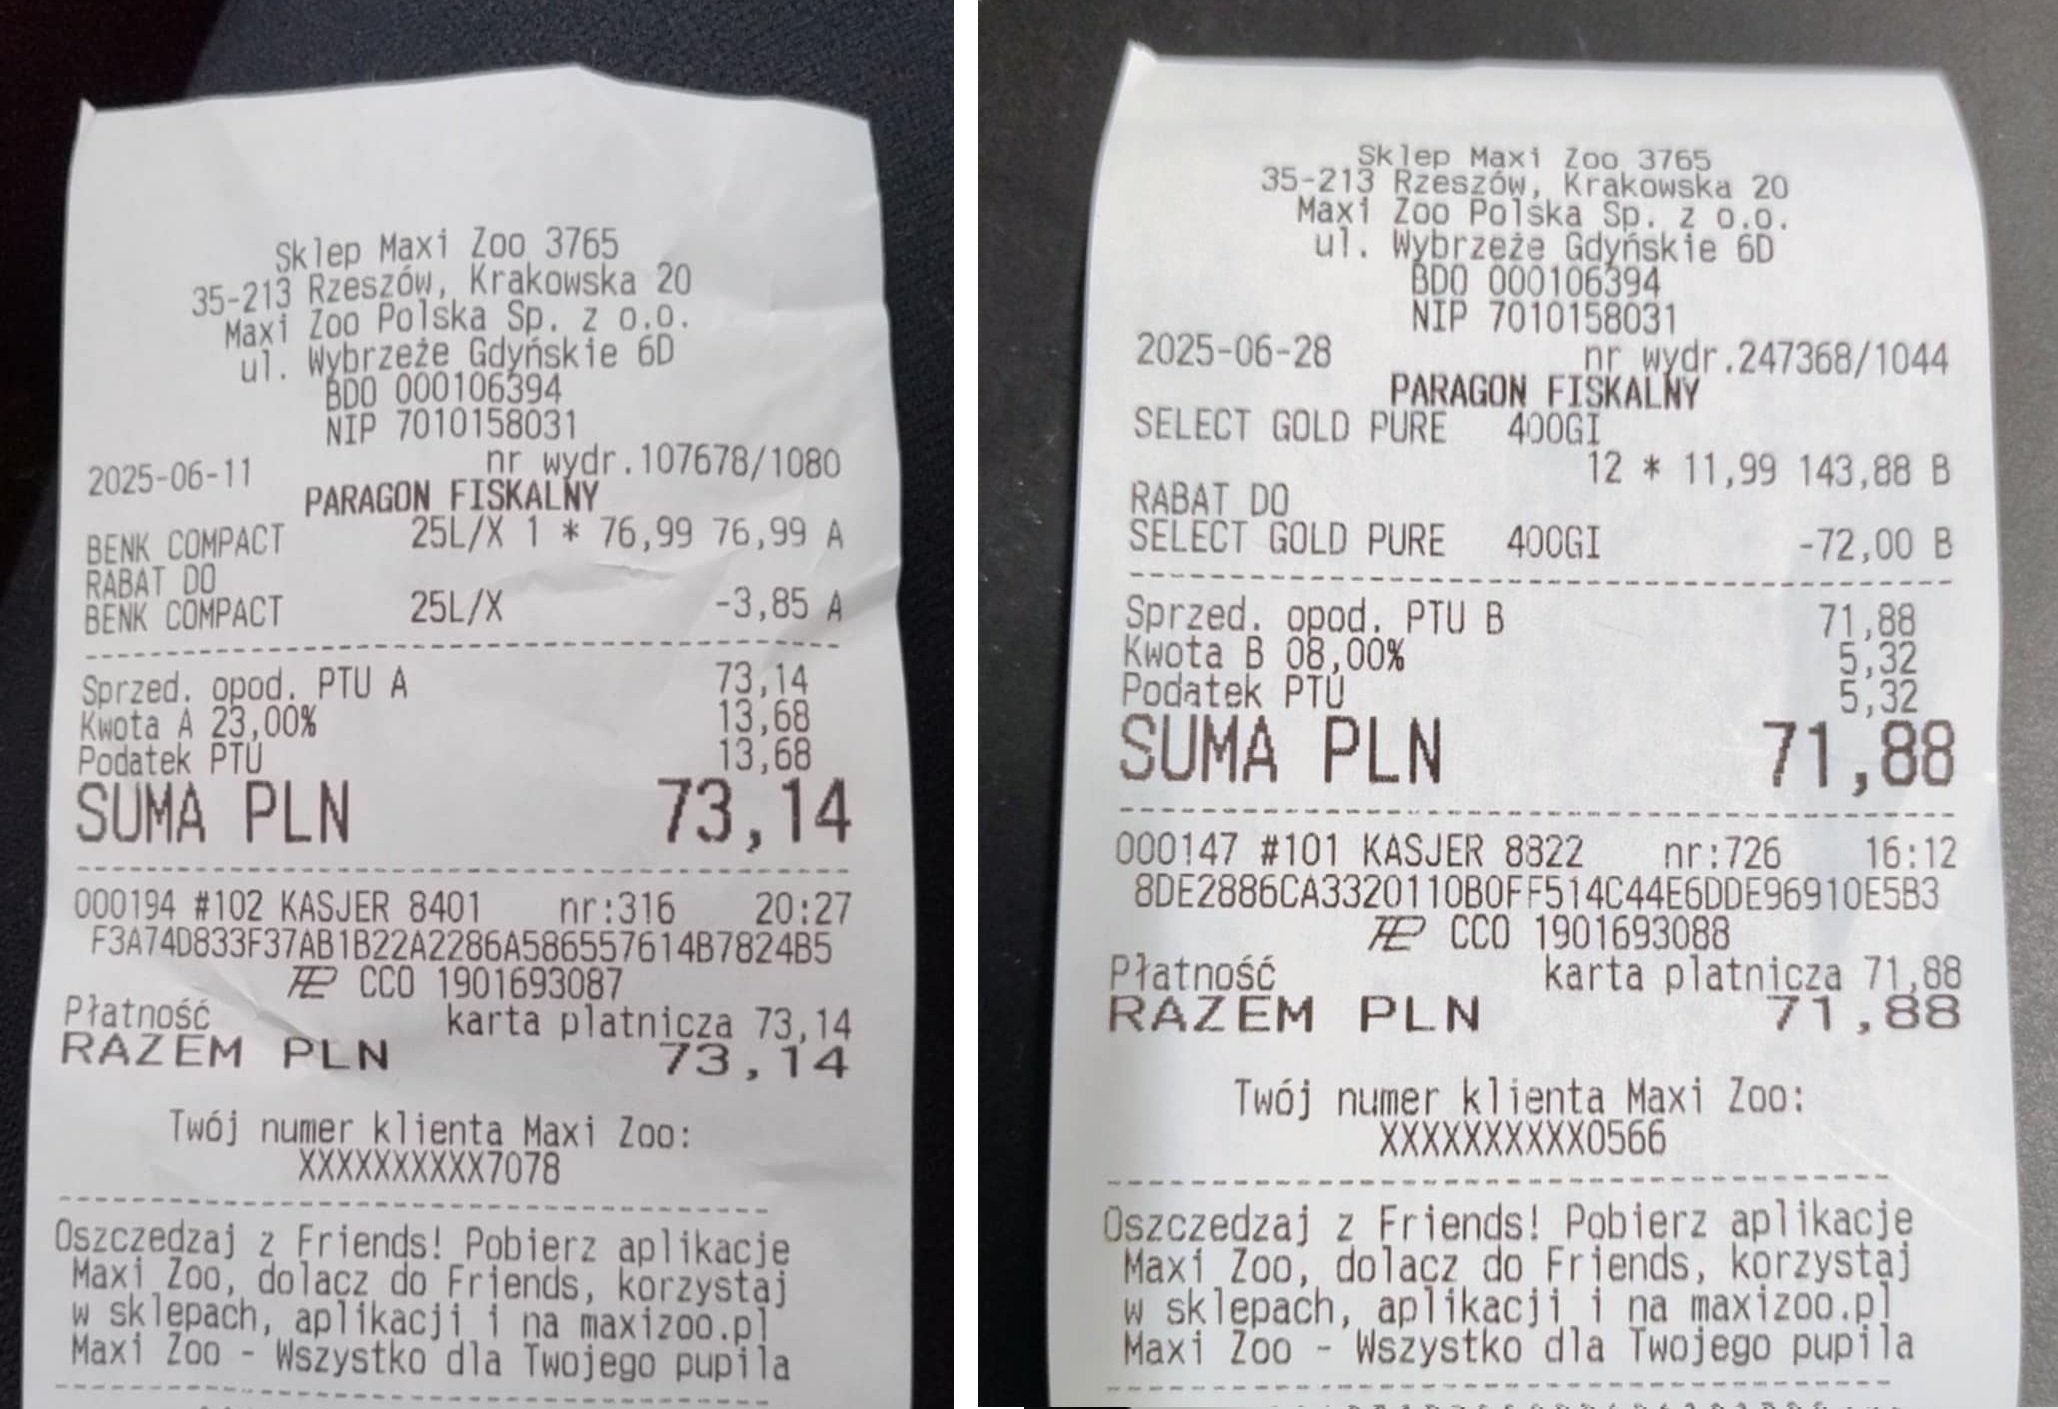 Sklep Maxi Zoo 3765
35-213 Rzeszów, Krakowska 20
Maxi Zoo Polska Sp. z o.o.
ul. Wybrzeże Gdyńskie 6D
BDO 000106394
NIP 7010158031
2025-06-11 nr wydr.107678/1080
PARAGON FISKALNY
BENK COMPACT 25L/X 1 * 76,99 76,99 A
RABAT DO
BENK COMPACT 25L/X -3,85 A
Sprzed. opod. PTU A 73,14
Kwota A 23,00% 13,68
Podatek PTU 13,68
SUMA PLN 73,14
000194 #102 KASJER 8401 nr:316 20:27
F3A74D833F37AB1B22A2286A586557614B7824B5
CCO 1901693087
Płatność karta platnicza 73,14
RAZEM PLN 73,14
Twój numer klienta Maxi Zoo:
XXXXXXXXXX7078
Oszczedzaj z Friends! Pobierz aplikacje
Maxi Zoo, dolacz do Friends, korzystaj
w sklepach, aplikacji i na maxizoo.pl
Maxi Zoo - Wszystko dla Twojego pupila
Sklep Maxi Zoo 3765
35-213 Rzeszów, Krakowska 20
Maxi Zoo Polska Sp. z o.o.
ul. Wybrzeże Gdyńskie 6D
BDO 000106394
NIP 7010158031
2025-06-28 nr wydr.247368/1044
PARAGON FISKALNY
SELECT GOLD PURE 400GI
12 * 11,99 143,88 B
RABAT DO
SELECT GOLD PURE 400GI -72,00 B
Sprzed. opod. PTU B 71,88
Kwota B 08,00% 5,32
Podatek PTU 5,32
SUMA PLN 71,88
000147 #101 KASJER 8822 nr:726 16:12
8DE2886CA3320110B0FF514C44E6DDE96910E5B3
CCO 1901693088
Płatność karta platnicza 71,88
RAZEM PLN 71,88
Twój numer klienta Maxi Zoo:
XXXXXXXXXX0566
Oszczedzaj z Friends! Pobierz aplikacje
Maxi Zoo, dolacz do Friends, korzystaj
w sklepach, aplikacji i na maxizoo.pl
Maxi Zoo - Wszystko dla Twojego pupila